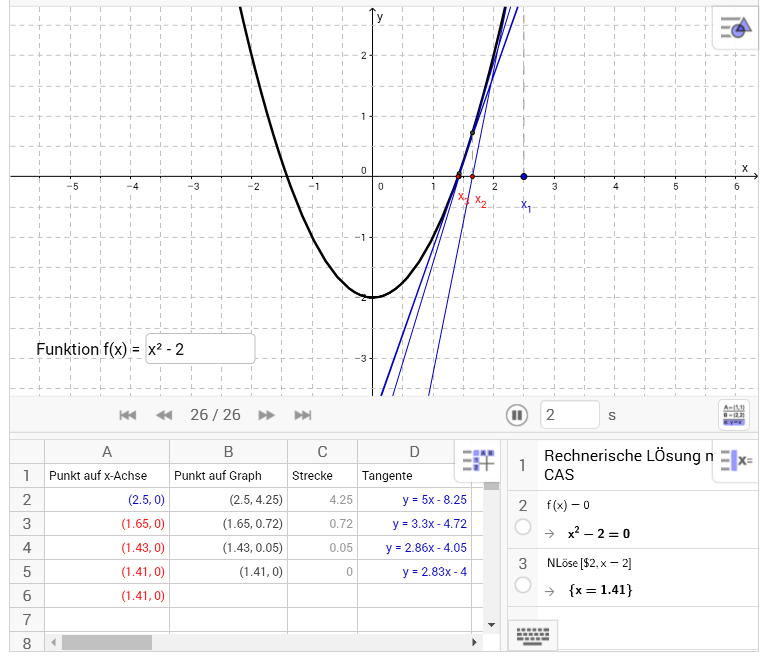 y
2
1
0
−5 −4 −3 −2 −1 0 1 2 3 4 5 6
x
x₃ x₂ x₁
−1
−3
Funktion f(x) = x² - 2
26 / 26
2 s
A B C D
1 Punkt auf x-Achse Punkt auf Graph Strecke Tangente
2 (2.5, 0) (2.5, 4.25) 4.25 y = 5x - 8.25
3 (1.65, 0) (1.65, 0.72) 0.72 y = 3.3x - 4.72
4 (1.43, 0) (1.43, 0.05) 0.05 y = 2.86x - 4.05
5 (1.41, 0) (1.41, 0) 0 y = 2.83x - 4
6 (1.41, 0)
7
8
1 Rechnerische LÖsung
CAS
2 f(x) − 0
→ x² − 2 = 0
3 NLöse [$2, x − 2]
→ {x = 1.41}